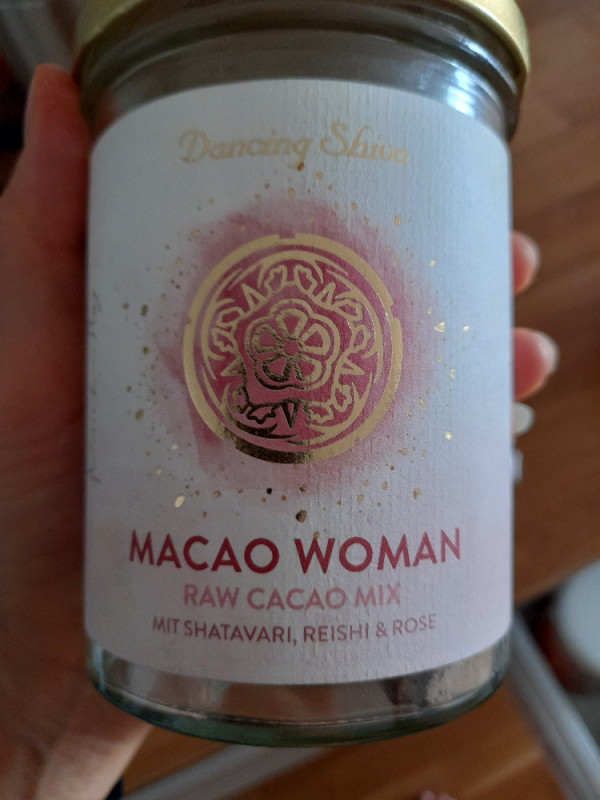 Dancing Shiva
MACAO WOMAN
RAW CACAO MIX
MIT SHATAVARI, REISHI & ROSE